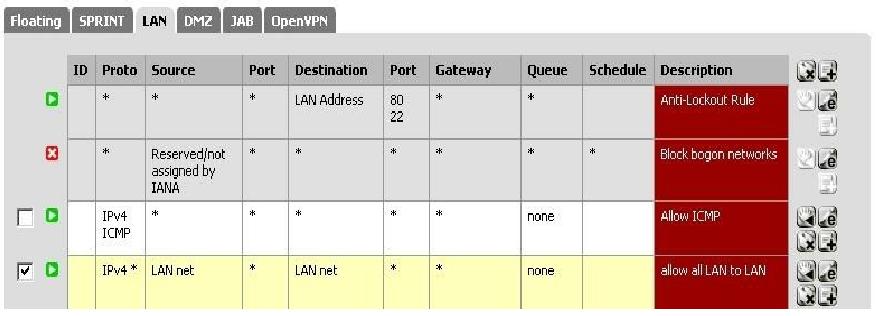 Floating SPRINT LAN DMZ JAB OpenVPN
ID Proto Source Port Destination Port Gateway Queue Schedule Description
* * * LAN Address 80 * * Anti-Lockout Rule
22
* Reserved/not * * * * * * Block bogon networks
assigned by
IANA
IPv4 * * * * * none Allow ICMP
ICMP
IPv4 * LAN net * LAN net * * none allow all LAN to LAN